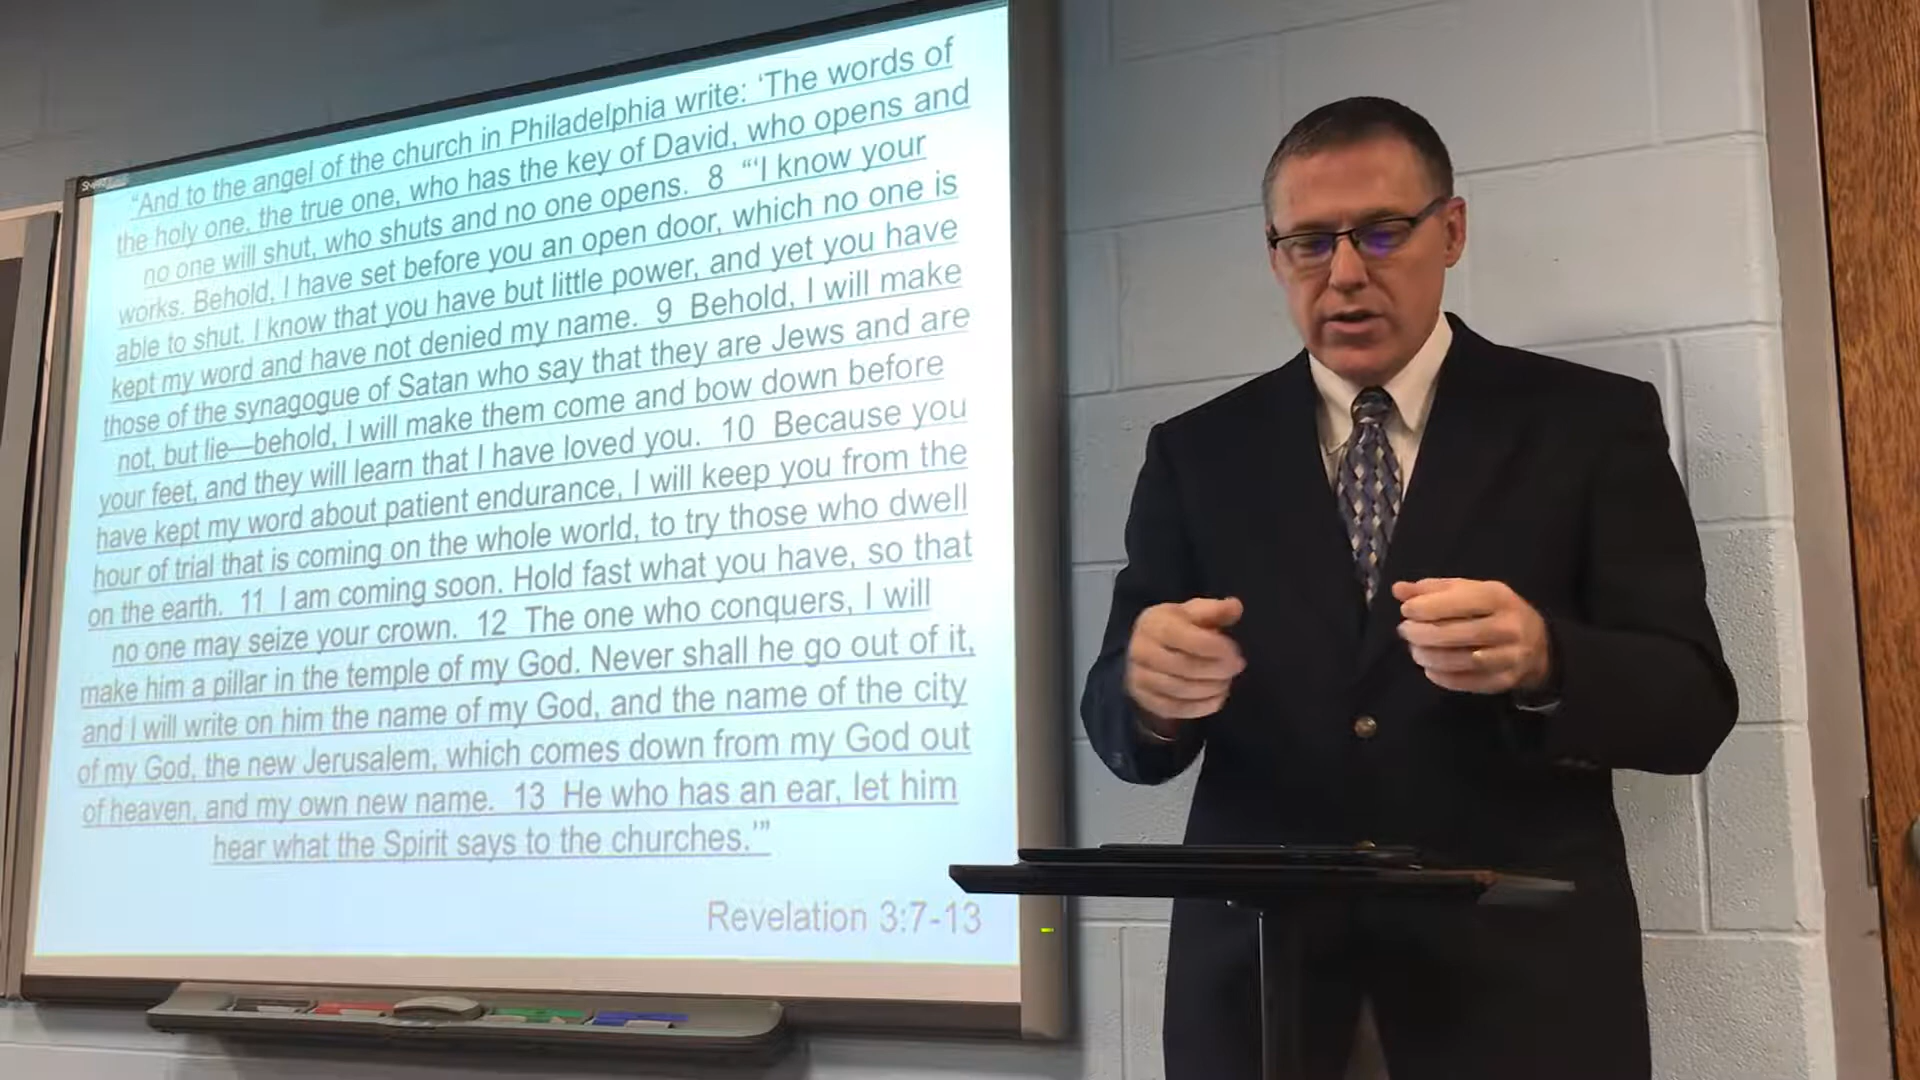 “And to the angel of the church in Philadelphia write: ‘The words of
the holy one, the true one, who has the key of David, who opens and
no one will shut, who shuts and no one opens. 8 “‘I know your
works. Behold, I have set before you an open door, which no one is
able to shut. I know that you have but little power, and yet you have
kept my word and have not denied my name. 9 Behold, I will make
those of the synagogue of Satan who say that they are Jews and are
not, but lie—behold, I will make them come and bow down before
your feet, and they will learn that I have loved you. 10 Because you
have kept my word about patient endurance, I will keep you from the
hour of trial that is coming on the whole world, to try those who dwell
on the earth. 11 I am coming soon. Hold fast what you have, so that
no one may seize your crown. 12 The one who conquers, I will
make him a pillar in the temple of my God. Never shall he go out of it,
and I will write on him the name of my God, and the name of the city
of my God, the new Jerusalem, which comes down from my God out
of heaven, and my own new name. 13 He who has an ear, let him
hear what the Spirit says to the churches.’”
Revelation 3:7-13